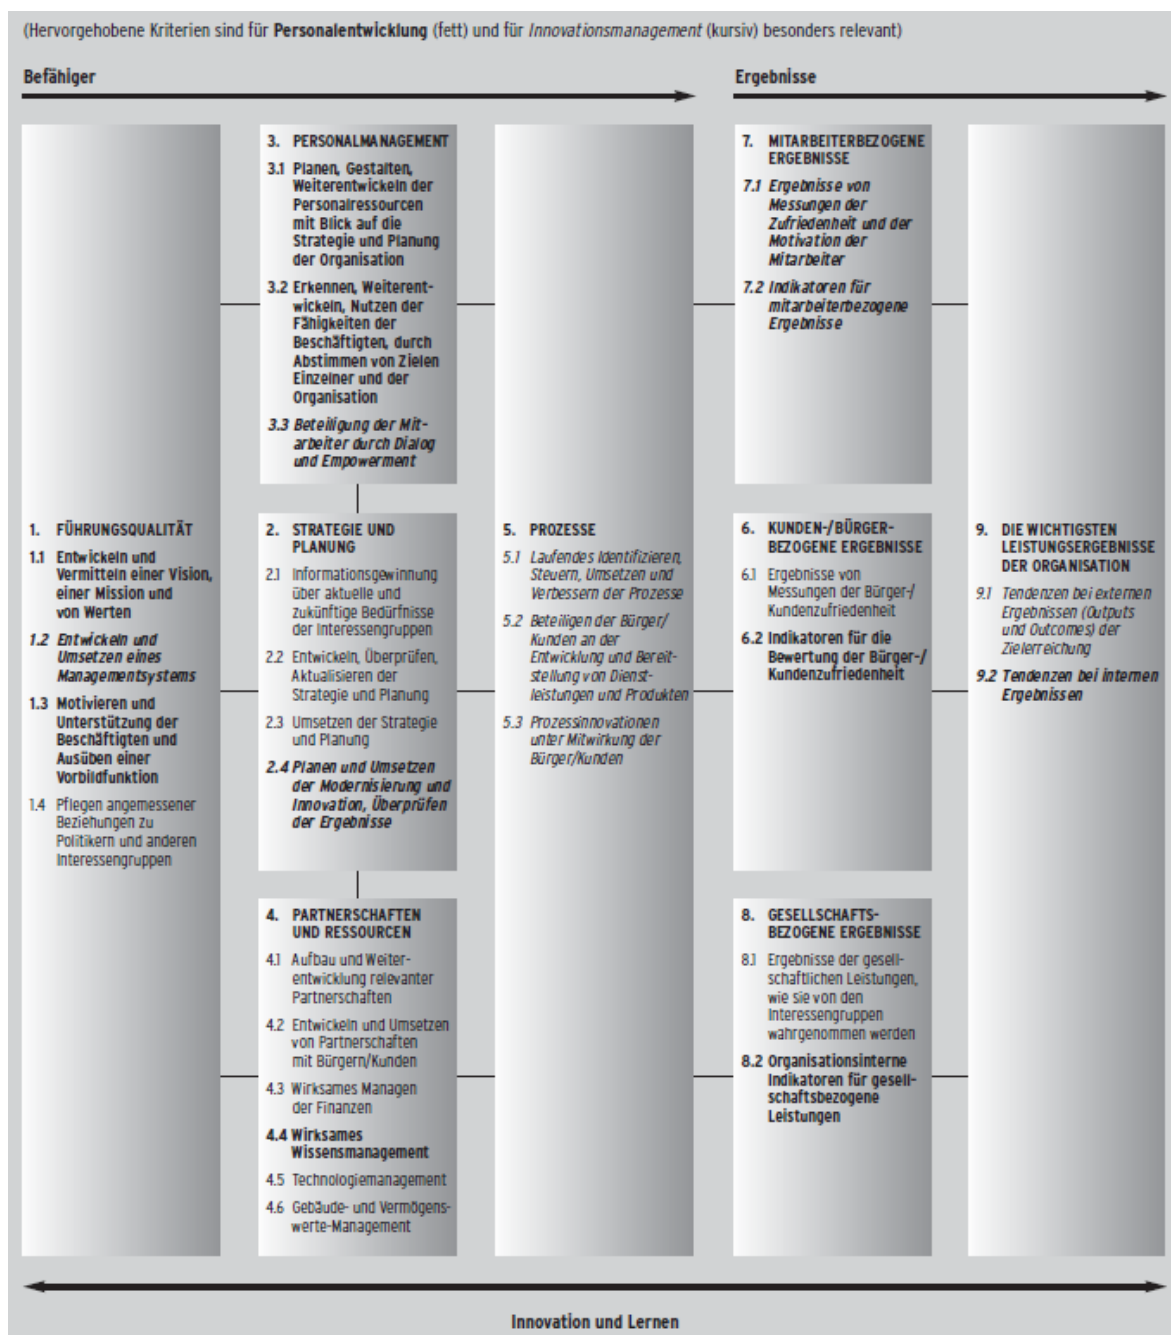 (Hervorgehobene Kriterien sind für Personalentwicklung (fett) und für Innovationsmanagement (kursiv) besonders relevant)
Befähiger
Ergebnisse
1. FÜHRUNGSQUALITÄT
1.1 Entwickeln und
Vermitteln einer Vision,
einer Mission und
von Werten
1.2 Entwickeln und
Umsetzen eines
Managementsystems
1.3 Motivieren und
Unterstützung der
Beschäftigten und
Ausüben einer
Vorbildfunktion
1.4 Pflegen angemessener
Beziehungen zu
Politikern und anderen
Interessengruppen
3. PERSONALMANAGEMENT
3.1 Planen, Gestalten,
Weiterentwickeln der
Personalressourcen
mit Blick auf die
Strategie und Planung
der Organisation
3.2 Erkennen, Weiterent-
wickeln, Nutzen der
Fähigkeiten der
Beschäftigten, durch
Abstimmen von Zielen
Einzelner und der
Organisation
3.3 Beteiligung der Mit-
arbeiter durch Dialog
und Empowerment
2. STRATEGIE UND
PLANUNG
2.1 Informationsgewinnung
über aktuelle und
zukünftige Bedürfnisse
der Interessengruppen
2.2 Entwickeln, Überprüfen,
Aktualisieren der
Strategie und Planung
2.3 Umsetzen der Strategie
und Planung
2.4 Planen und Umsetzen
der Modernisierung und
Innovation, Überprüfen
der Ergebnisse
4. PARTNERSCHAFTEN
UND RESSOURCEN
4.1 Aufbau und Weiter-
entwicklung relevanter
Partnerschaften
4.2 Entwickeln und Umsetzen
von Partnerschaften
mit Bürgern/Kunden
4.3 Wirksames Managen
der Finanzen
4.4 Wirksames
Wissensmanagement
4.5 Technologiemanagement
4.6 Gebäude- und Vermögens-
werte-Management
5. PROZESSE
5.1 Laufendes Identifizieren,
Steuern, Umsetzen und
Verbessern der Prozesse
5.2 Beteiligen der Bürger/
Kunden an der
Entwicklung und Bereit-
stellung von Dienst-
leistungen und Produkten
5.3 Prozessinnovationen
unter Mitwirkung der
Bürger/Kunden
7. MITARBEITERBEZOGENE
ERGEBNISSE
7.1 Ergebnisse von
Messungen der
Zufriedenheit und der
Motivation der
Mitarbeiter
7.2 Indikatoren für
mitarbeiterbezogene
Ergebnisse
6. KUNDEN-/BÜRGER-
BEZOGENE ERGEBNISSE
6.1 Ergebnisse von
Messungen der Bürger-/
Kundenzufriedenheit
6.2 Indikatoren für die
Bewertung der Bürger-/
Kundenzufriedenheit
8. GESELLSCHAFTS-
BEZOGENE ERGEBNISSE
8.1 Ergebnisse der gesell-
schaftlichen Leistungen,
wie sie von den
Interessengruppen
wahrgenommen werden
8.2 Organisationsinterne
Indikatoren für gesell-
schaftsbezogene
Leistungen
9. DIE WICHTIGSTEN
LEISTUNGSERGEBNISSE
DER ORGANISATION
9.1 Tendenzen bei externen
Ergebnissen (Outputs
und Outcomes) der
Zielerreichung
9.2 Tendenzen bei internen
Ergebnissen
Innovation und Lernen